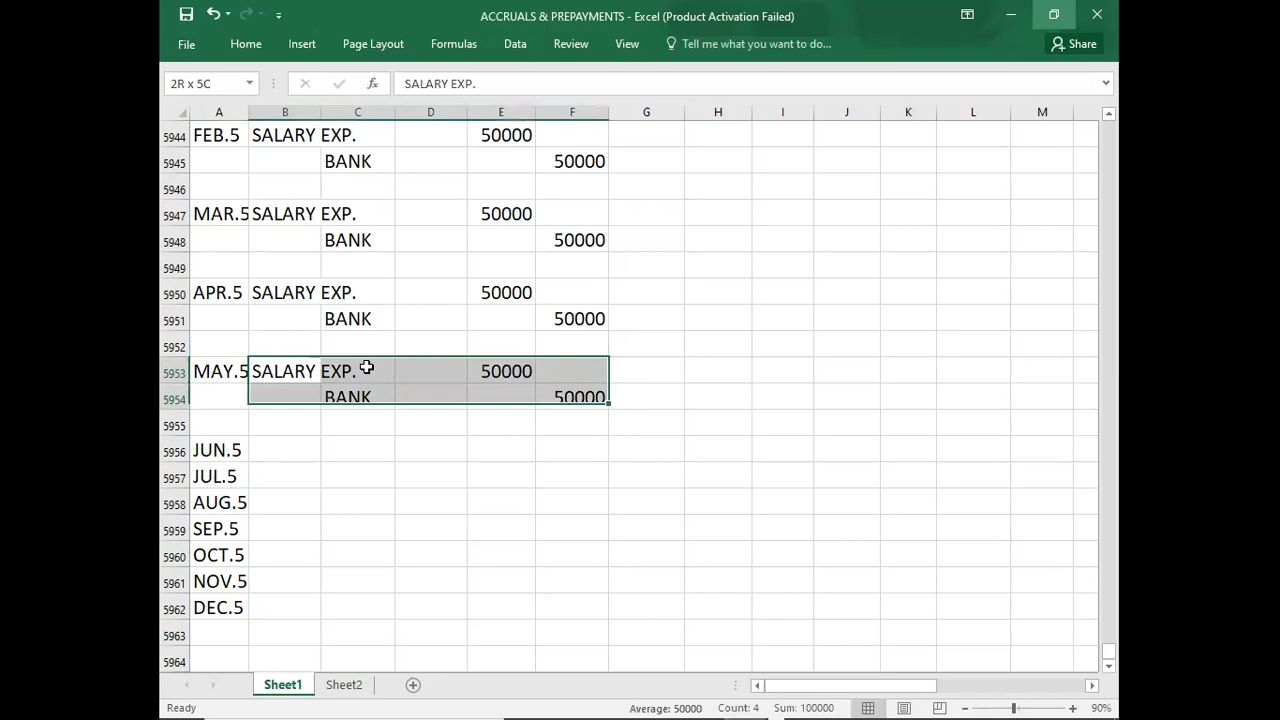 ACCRUALS & PREPAYMENTS - Excel (Product Activation Failed)
File Home Insert Page Layout Formulas Data Review View Tell me what you want to do... Share
2R x 5C fx SALARY EXP.
A B C D E F G H I J K L M
5944 FEB.5 SALARY EXP. 50000
5945 BANK 50000
5946
5947 MAR.5 SALARY EXP. 50000
5948 BANK 50000
5949
5950 APR.5 SALARY EXP. 50000
5951 BANK 50000
5952
5953 MAY.5 SALARY EXP. 50000
5954 BANK 50000
5955
5956 JUN.5
5957 JUL.5
5958 AUG.5
5959 SEP.5
5960 OCT.5
5961 NOV.5
5962 DEC.5
5963
5964
Sheet1 Sheet2
Ready Average: 50000 Count: 4 Sum: 100000 90%